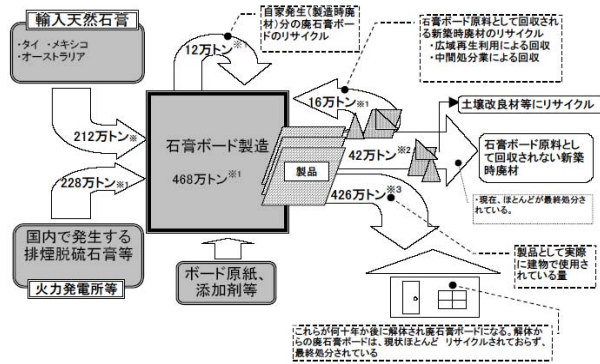 輸入天然石膏
・タイ ・メキシコ
・オーストラリア
212万トン※
228万トン※1
国内で発生する
排煙脱硫石膏等
火力発電所等
12万トン※1
自家発生(製造時廃
材)分の廃石膏ボー
ドのリサイクル
石膏ボード製造
468万トン※1
ボード原紙、
添加剤等
石膏ボード原料として回収され
る新築時廃材のリサイクル
・広域再生利用による回収
・中間処分業による回収
16万トン※1
製品
42万トン※2
426万トン※3
土壌改良材等にリサイクル
石膏ボード原料とし
て回収されない新築
時廃材
・現在、ほとんどが最終処分さ
れている。
製品として実際
に建物で使用さ
れている量
これらが何十年か後に解体され廃石膏ボードになる。解体か
らの廃石膏ボードは、現状ほとんど リサイクルされておらず、
最終処分されている